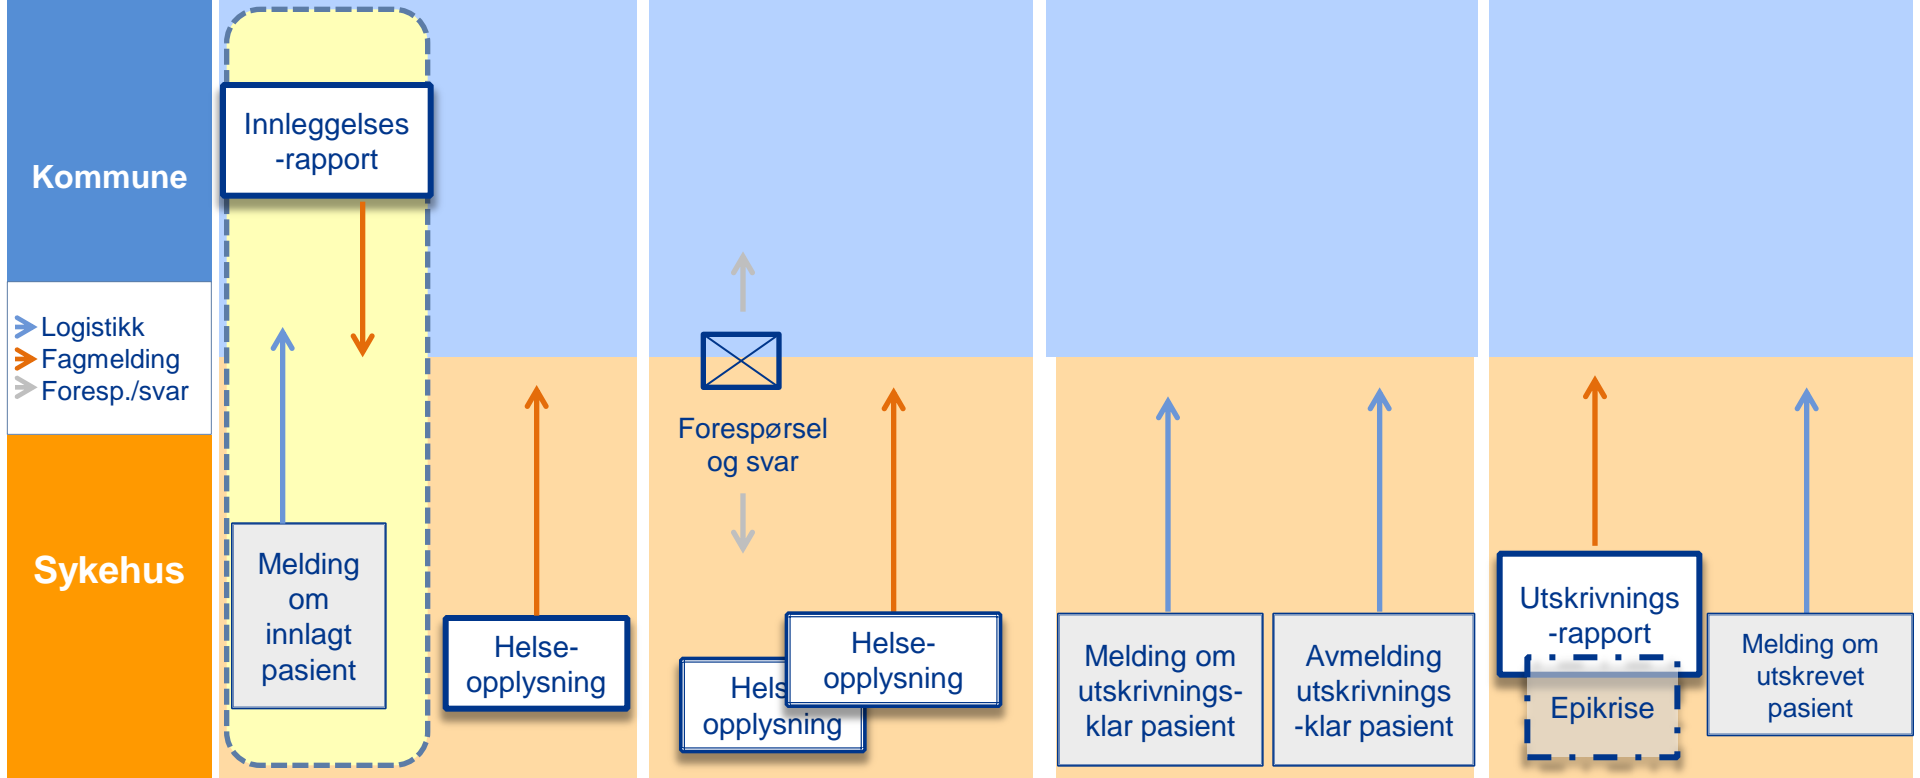 Kommune
Logistikk
Fagmelding
Foresp./svar
Sykehus
Innleggelses
-rapport
Melding
om
innlagt
pasient
Helse-
opplysning
Forespørsel
og svar
Hels
opplysning
Helse-
opplysning
Melding om
utskrivnings-
klar pasient
Avmelding
utskrivnings
-klar pasient
Utskrivnings
-rapport
Epikrise
Melding om
utskrevet
pasient